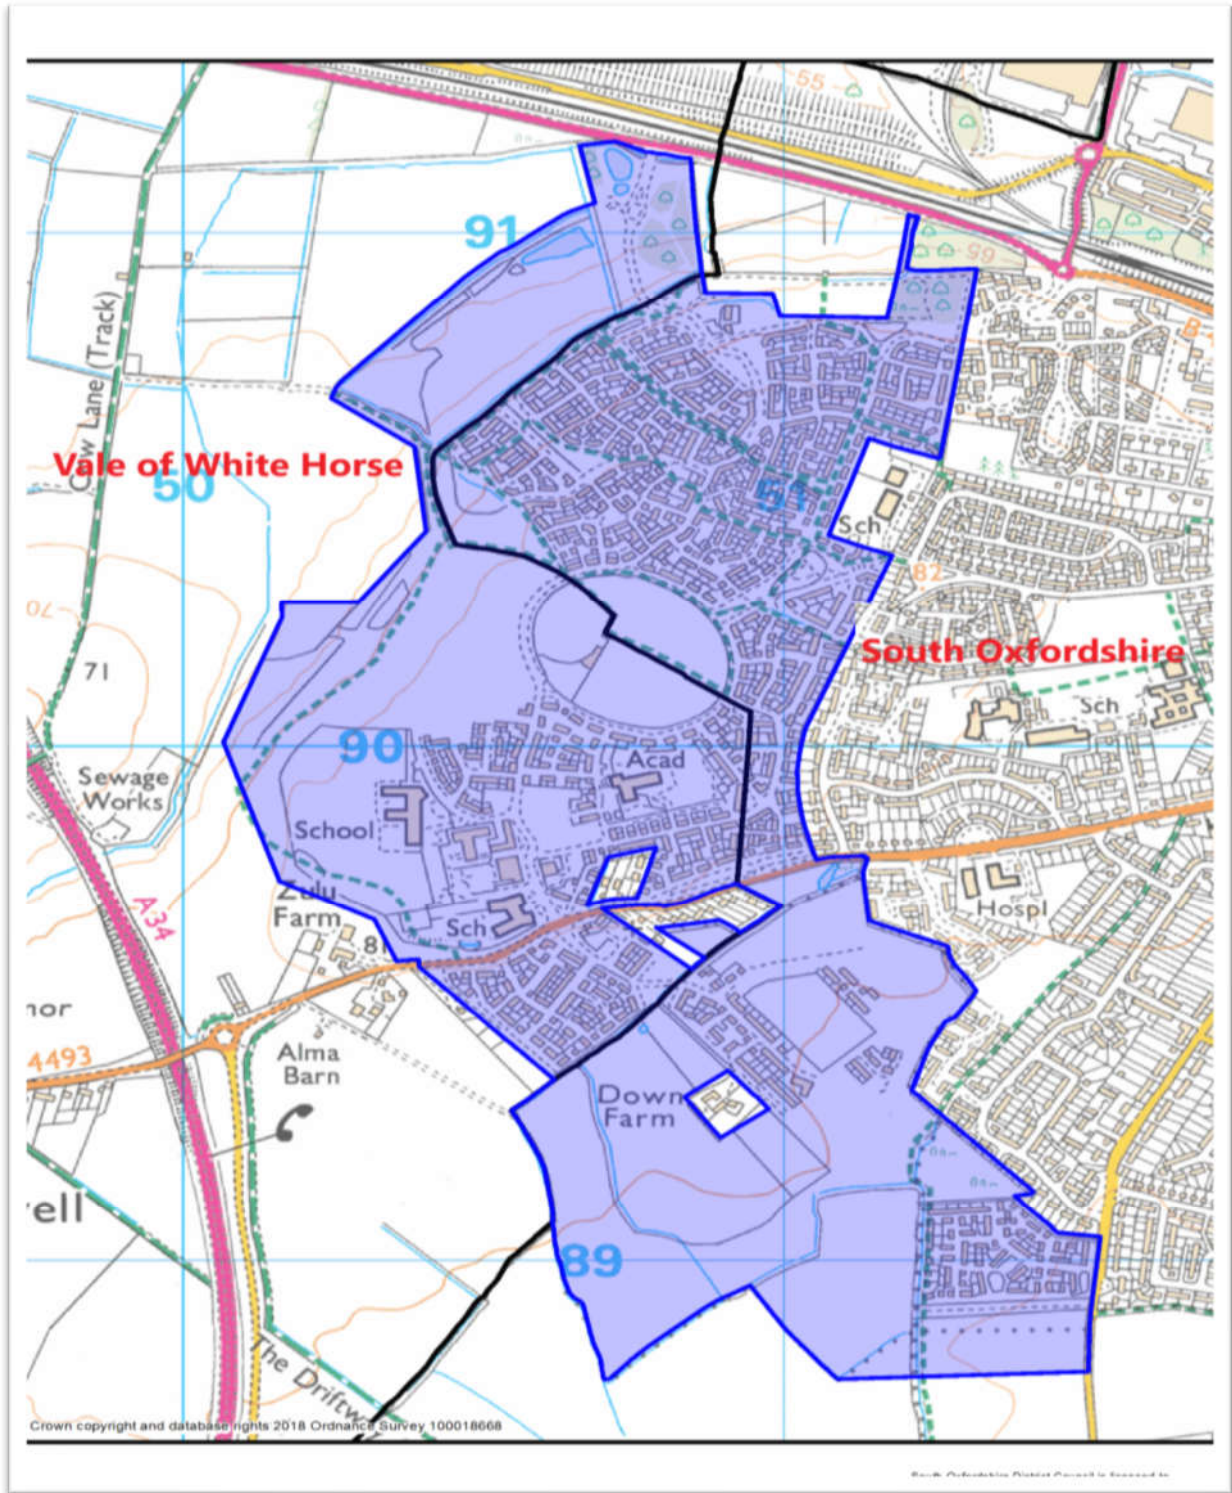 55
91
65
B
Cow Lane (Track)
Vale of White Horse
50
51
Sch
82
70
71
South Oxfordshire
Sch
90
Acad
Sewage
Works
School
A34
Zulu
Farm
Sch
81
Hospl
nor
4493
Alma
Barn
Down
Farm
ell
89
The Driftw
Crown copyright and database rights 2018 Ordnance Survey 100018668